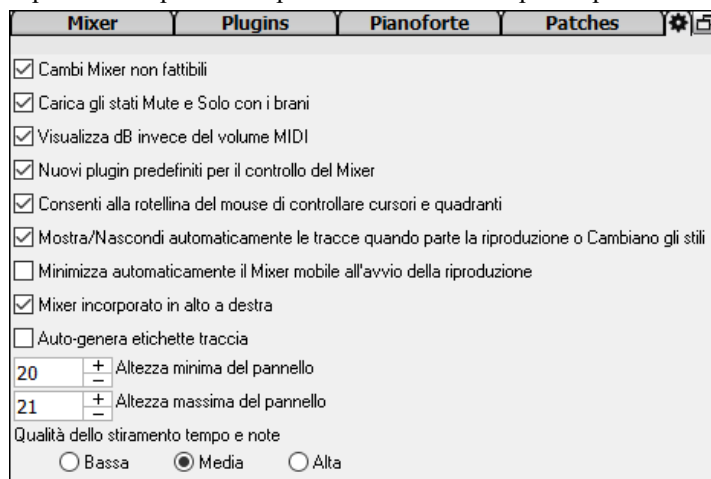 Mixer Plugins Pianoforte Patches
Cambi Mixer non fattibili
Carica gli stati Mute e Solo con i brani
Visualizza dB invece del volume MIDI
Nuovi plugin predefiniti per il controllo del Mixer
Consenti alla rotellina del mouse di controllare cursori e quadranti
Mostra/Nascondi automaticamente le tracce quando parte la riproduzione o Cambiano gli stili
Minimizza automaticamente il Mixer mobile all'avvio della riproduzione
Mixer incorporato in alto a destra
Auto-genera etichette traccia
20 + - Altezza minima del pannello
21 + - Altezza massima del pannello
Qualità dello stiramento tempo e note
Bassa Media Alta